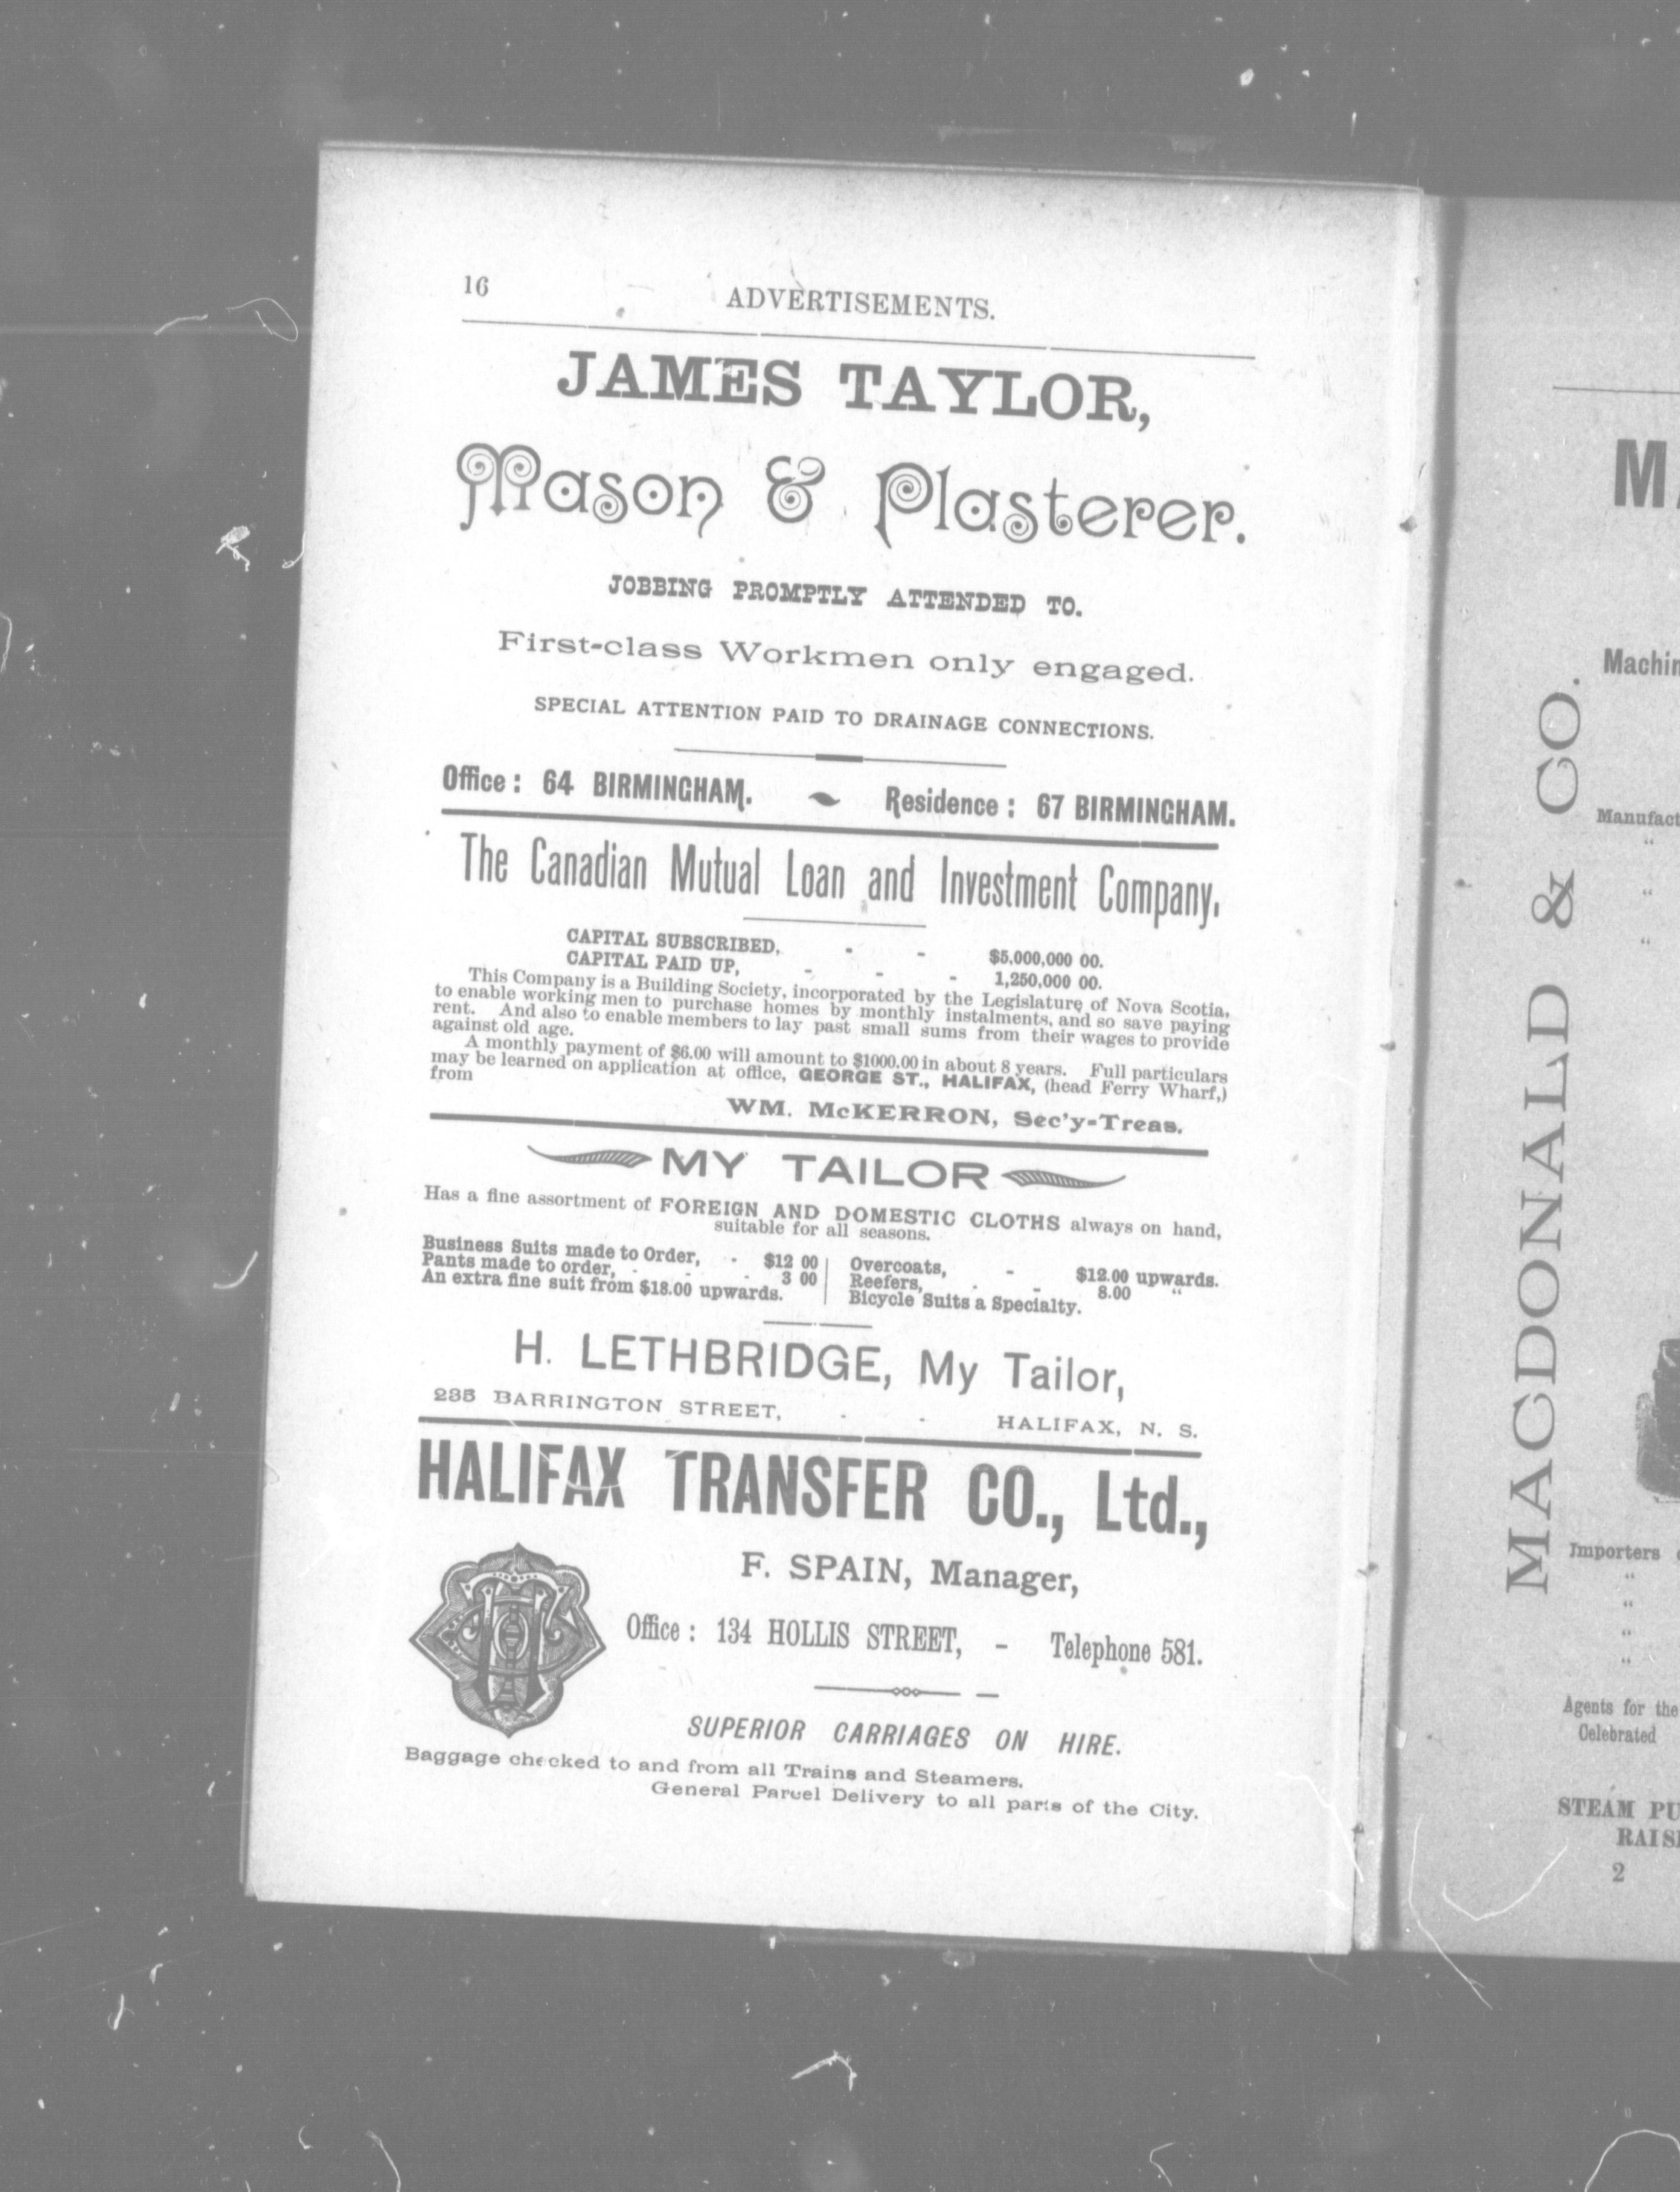 16
ADVERTISEMENTS.
JAMES TAYLOR,
Mason & Plasterer.
JOBBING PROMPTLY ATTENDED TO.
First-class Workmen only engaged.
SPECIAL ATTENTION PAID TO DRAINAGE CONNECTIONS.
Office : 64 BIRMINGHAM. Residence : 67 BIRMINGHAM.
The Canadian Mutual Loan and Investment Company,
CAPITAL SUBSCRIBED, - - $5,000,000 00.
CAPITAL PAID UP, - - - 1,250,000 00.
This Company is a Building Society, incorporated by the Legislature of Nova Scotia,
to enable working men to purchase homes by monthly instalments, and so save paying
rent. And also to enable members to lay past small sums from their wages to provide
against old age.
A monthly payment of $6.00 will amount to $1000.00 in about 8 years. Full particulars
may be learned on application at office, GEORGE ST., HALIFAX, (head Ferry Wharf,)
from
WM. McKERRON, Sec'y-Treas.
MY TAILOR
Has a fine assortment of FOREIGN AND DOMESTIC CLOTHS always on hand,
suitable for all seasons.
Business Suits made to Order, - $12 00
Pants made to order, - - - 3 00
An extra fine suit from $18.00 upwards.
Overcoats, - $12.00 upwards.
Reefers, - - 8.00 "
Bicycle Suits a Specialty.
H. LETHBRIDGE, My Tailor,
235 BARRINGTON STREET, - - HALIFAX, N. S.
HALIFAX TRANSFER CO., Ltd.,
F. SPAIN, Manager,
Office : 134 HOLLIS STREET, - Telephone 581.
SUPERIOR CARRIAGES ON HIRE.
Baggage checked to and from all Trains and Steamers.
General Parcel Delivery to all parts of the City.
MACDONALD & CO.
M
Machin
Manufact
"
"
"
Importers
"
"
"
"
Agents for the
Celebrated
STEAM PU
RAIS
2